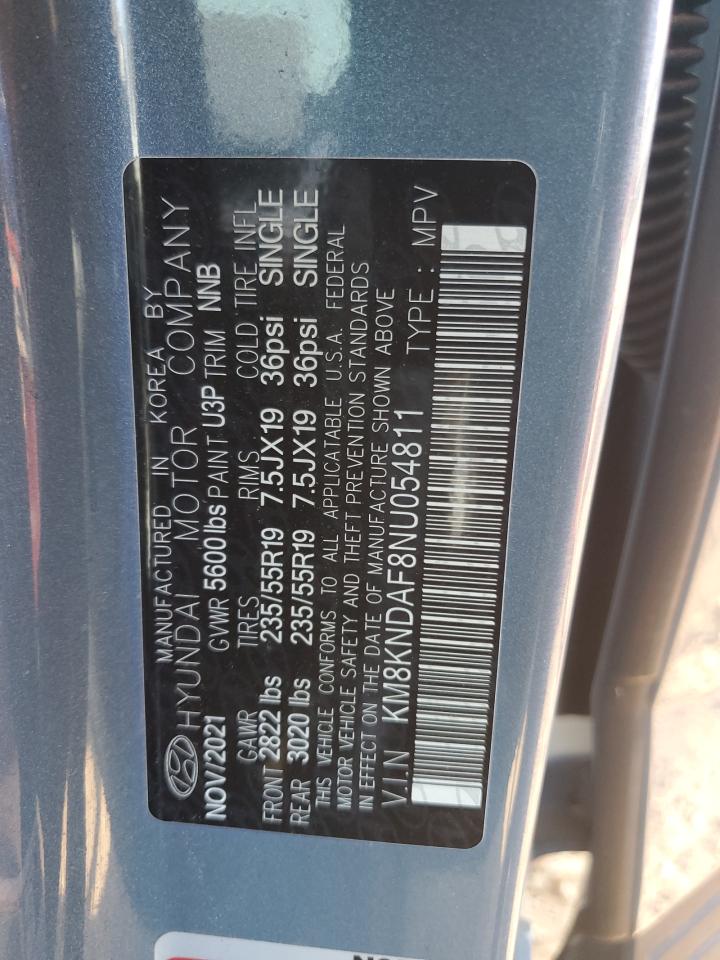 MANUFACTURED IN KOREA BY
HYUNDAI MOTOR COMPANY
NOV/2021 GVWR 5600 lbs PAINT U3P TRIM NNB
GAWR TIRES RIMS COLD TIRE INFL
FRONT 2822 lbs 235/55R19 7.5JX19 36psi SINGLE
REAR 3020 lbs 235/55R19 7.5JX19 36psi SINGLE
THIS VEHICLE CONFORMS TO ALL APPLICATABLE U.S.A. FEDERAL
MOTOR VEHICLE SAFETY AND THEFT PREVENTION STANDARDS
IN EFFECT ON THE DATE OF MANUFACTURE SHOWN ABOVE
V.I.N KM8KNDAF8NU054811 TYPE : MPV